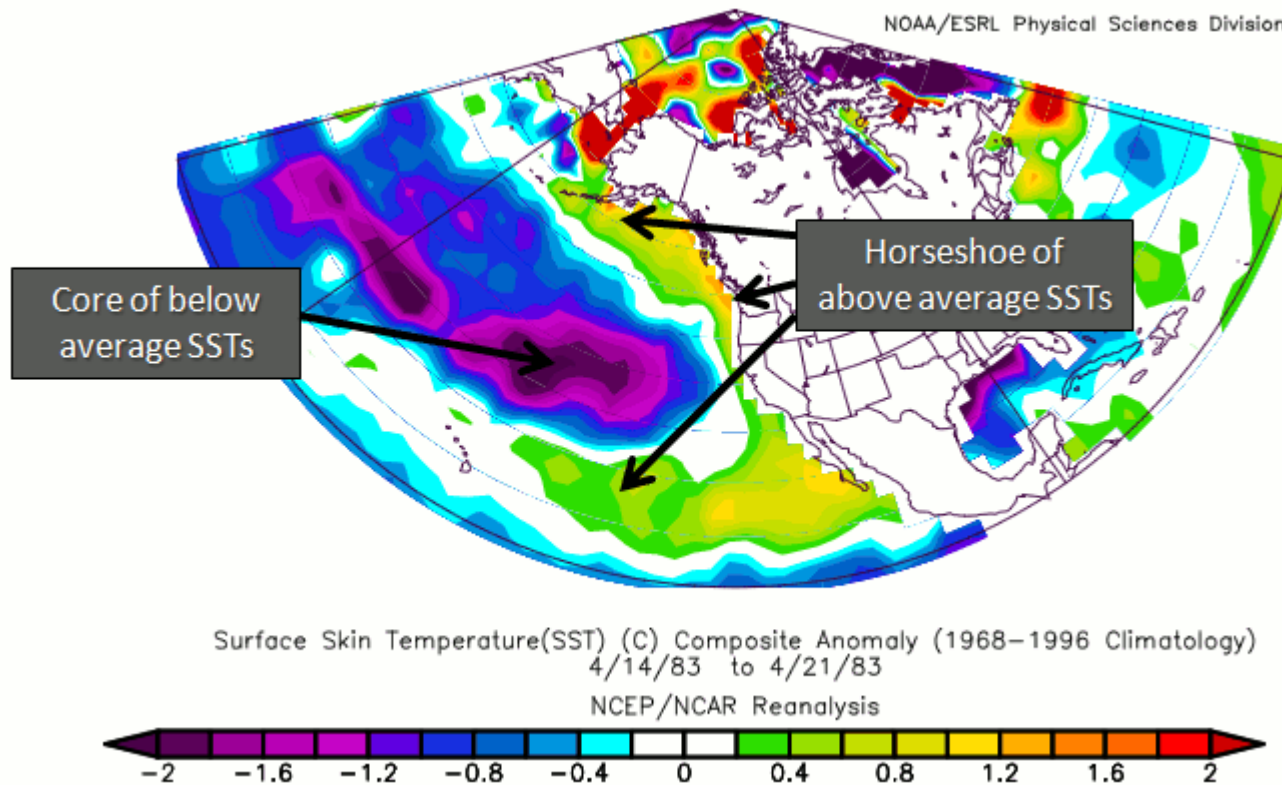 NOAA/ESRL Physical Sciences Division
Horseshoe of
above average SSTs
Core of below
average SSTs
Surface Skin Temperature(SST) (C) Composite Anomaly (1968-1996 Climatology)
4/14/83 to 4/21/83
NCEP/NCAR Reanalysis
-2 -1.6 -1.2 -0.8 -0.4 0 0.4 0.8 1.2 1.6 2